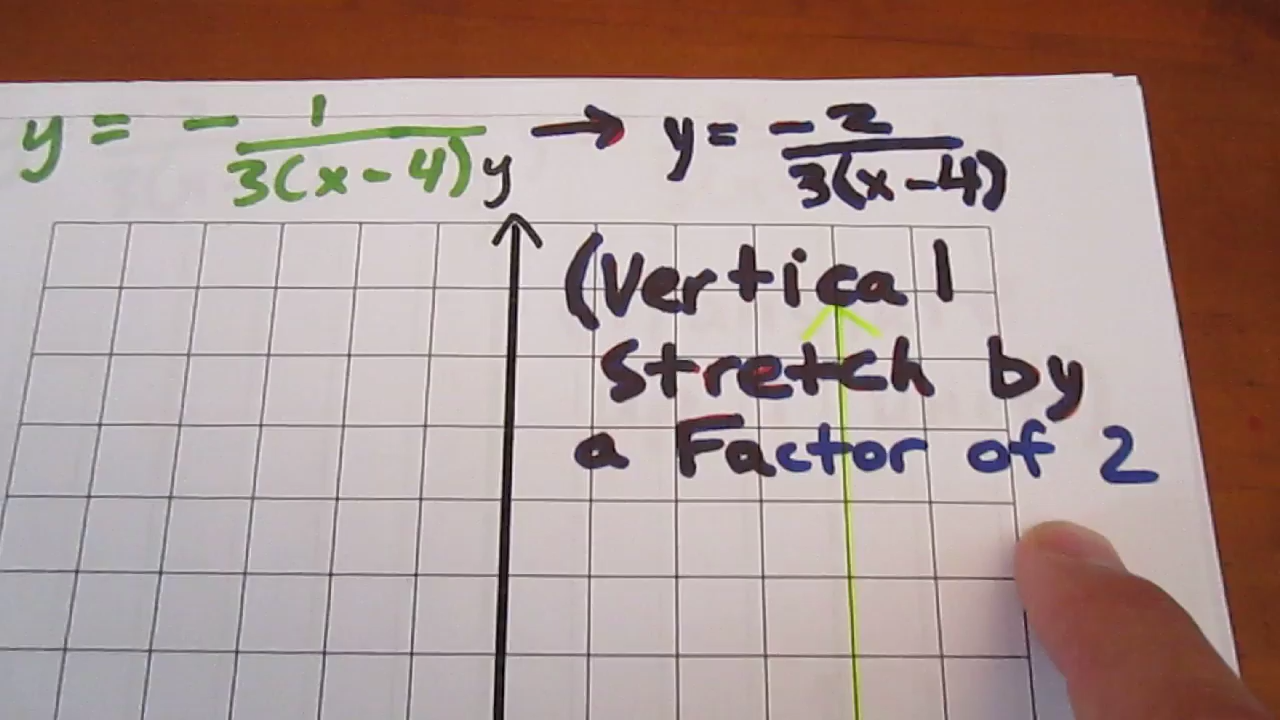 y = - 1/3(x-4) → y = -2/3(x-4)
y
(Vertical
Stretch by
a Factor of 2